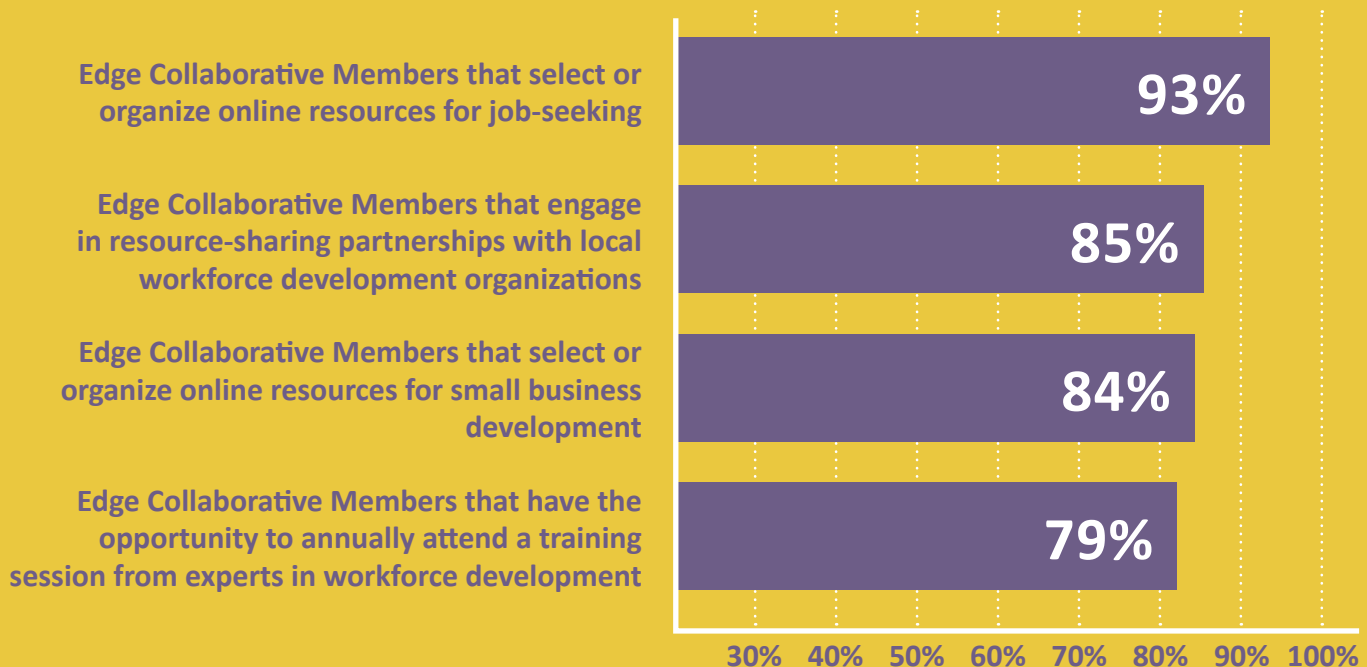 Edge Collaborative Members that select or
organize online resources for job-seeking
93%
Edge Collaborative Members that engage
in resource-sharing partnerships with local
workforce development organizations
85%
Edge Collaborative Members that select or
organize online resources for small business
development
84%
Edge Collaborative Members that have the
opportunity to annually attend a training
session from experts in workforce development
79%
30% 40% 50% 60% 70% 80% 90% 100%